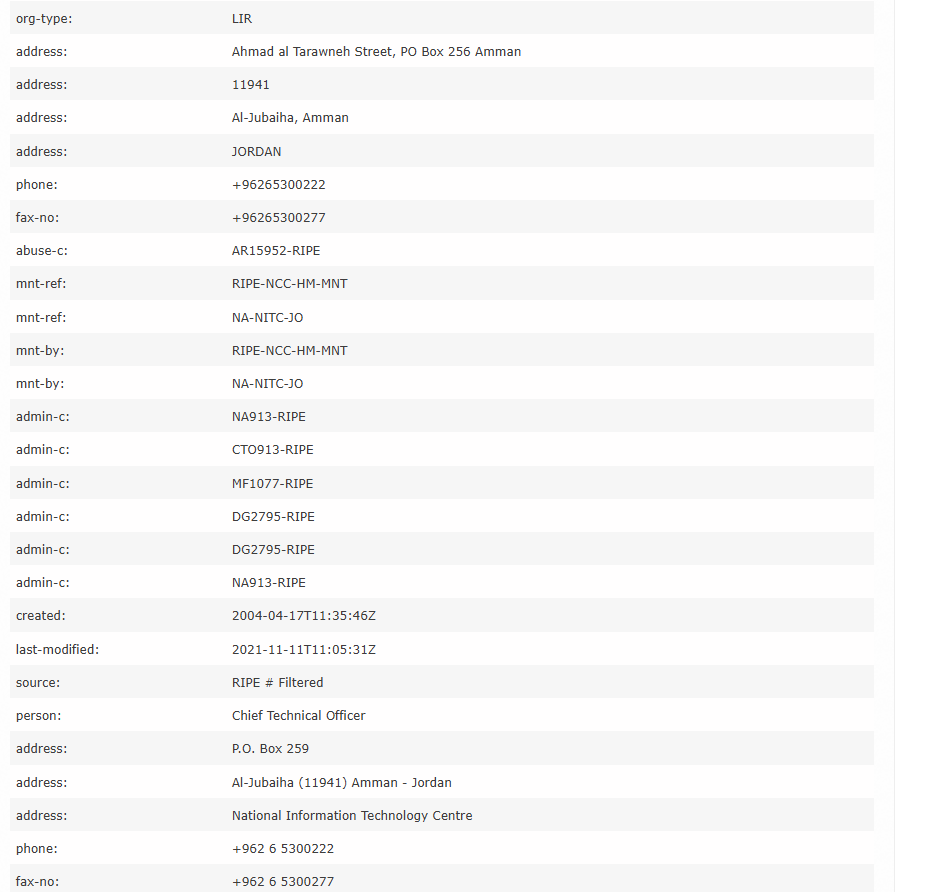 org-type: LIR
address: Ahmad al Tarawneh Street, PO Box 256 Amman
address: 11941
address: Al-Jubaiha, Amman
address: JORDAN
phone: +96265300222
fax-no: +96265300277
abuse-c: AR15952-RIPE
mnt-ref: RIPE-NCC-HM-MNT
mnt-ref: NA-NITC-JO
mnt-by: RIPE-NCC-HM-MNT
mnt-by: NA-NITC-JO
admin-c: NA913-RIPE
admin-c: CTO913-RIPE
admin-c: MF1077-RIPE
admin-c: DG2795-RIPE
admin-c: DG2795-RIPE
admin-c: NA913-RIPE
created: 2004-04-17T11:35:46Z
last-modified: 2021-11-11T11:05:31Z
source: RIPE # Filtered
person: Chief Technical Officer
address: P.O. Box 259
address: Al-Jubaiha (11941) Amman - Jordan
address: National Information Technology Centre
phone: +962 6 5300222
fax-no: +962 6 5300277